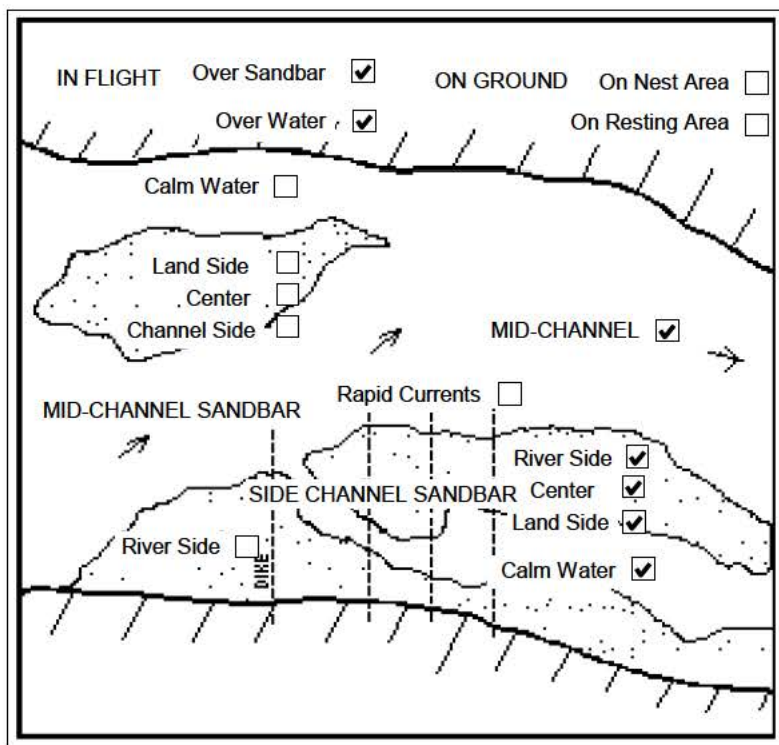 IN FLIGHT Over Sandbar ON GROUND On Nest Area
Over Water On Resting Area
Calm Water
Land Side
Center
Channel Side
MID-CHANNEL
Rapid Currents
MID-CHANNEL SANDBAR
River Side
SIDE CHANNEL SANDBAR Center
Land Side
River Side
DIKE
Calm Water